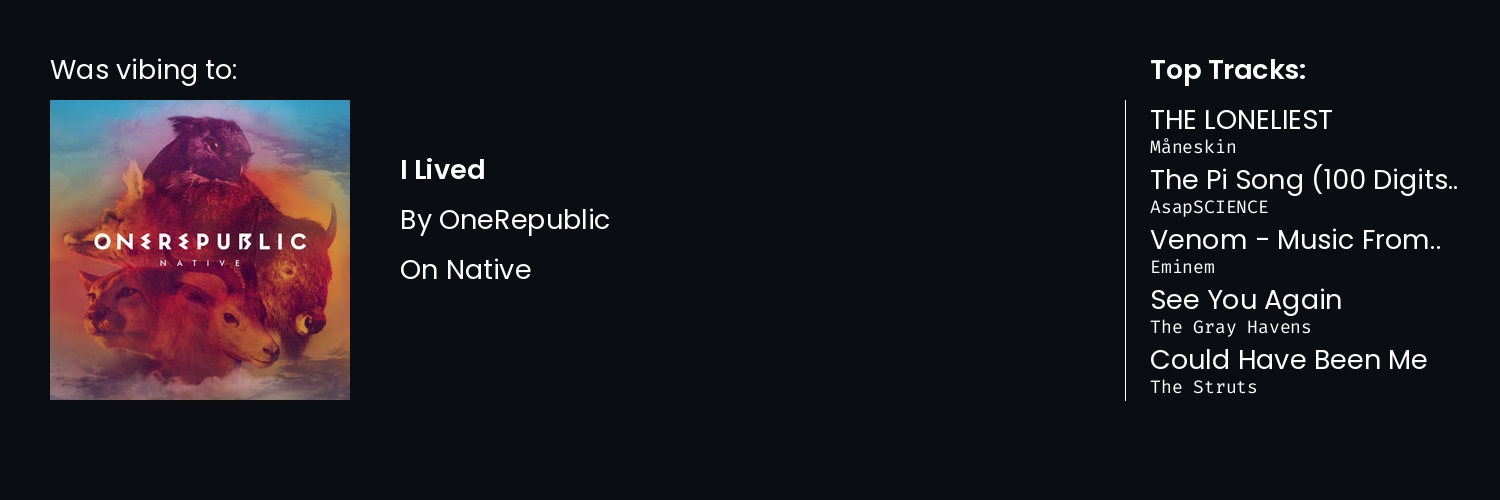 Was vibing to:
ONEREPUBLIC
NATIVE
I Lived
By OneRepublic
On Native
Top Tracks:
THE LONELIEST
Måneskin
The Pi Song (100 Digits..
AsapSCIENCE
Venom - Music From..
Eminem
See You Again
The Gray Havens
Could Have Been Me
The Struts